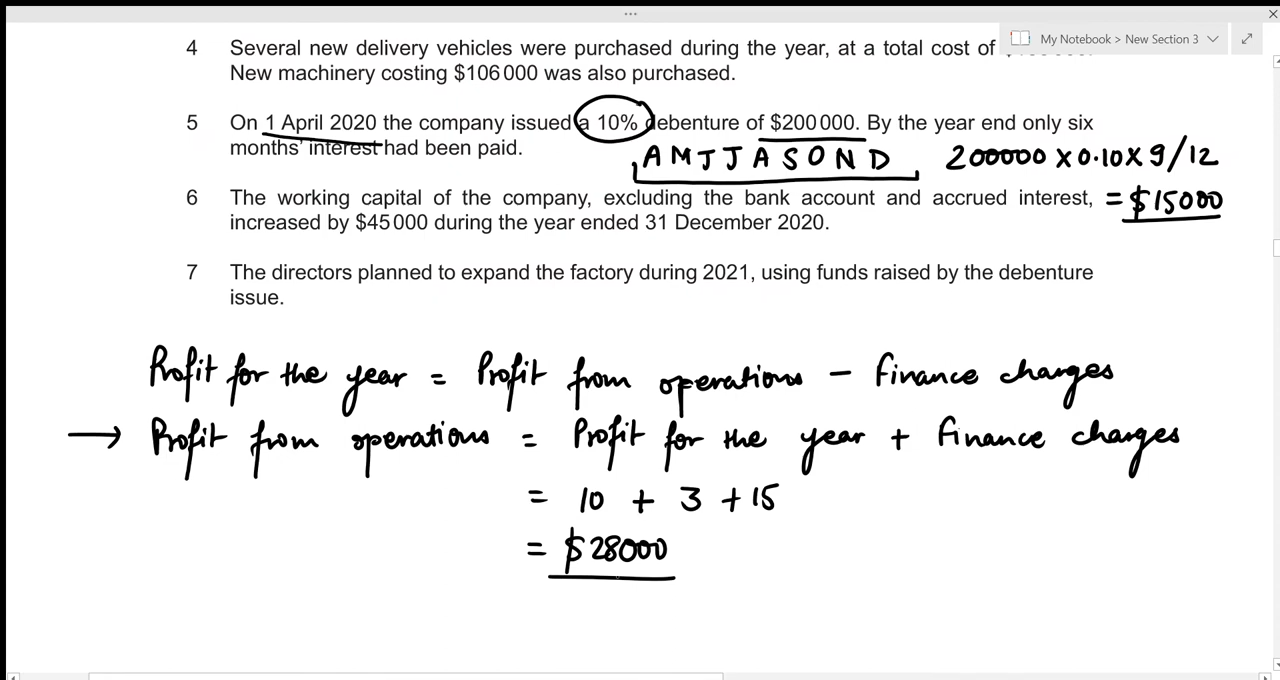 4 Several new delivery vehicles were purchased during the year, at a total cost of
My Notebook > New Section 3
New machinery costing $106 000 was also purchased.
5 On 1 April 2020 the company issued a 10% debenture of $200 000. By the year end only six
months' interest had been paid.
A M J J A S O N D 200000 x 0.10 x 9/12
6 The working capital of the company, excluding the bank account and accrued interest, = $15000
increased by $45 000 during the year ended 31 December 2020.
7 The directors planned to expand the factory during 2021, using funds raised by the debenture
issue.
Profit for the year = Profit from operations – Finance charges
→ Profit from operations = Profit for the year + Finance charges
= 10 + 3 + 15
= $28000